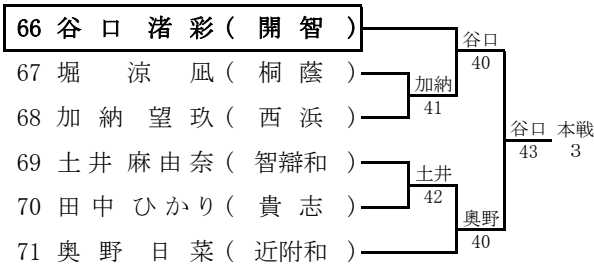 66 谷口 渚彩 ( 開智 )
67 堀 涼凪 ( 桐蔭 )
68 加納 望玖 ( 西浜 )
69 土井 麻由奈 ( 智辯和 )
70 田中 ひかり ( 貴志 )
71 奥野 日菜 ( 近附和 )
谷口
40
加納
41
谷口 本戦
43 3
土井
42
奥野
40